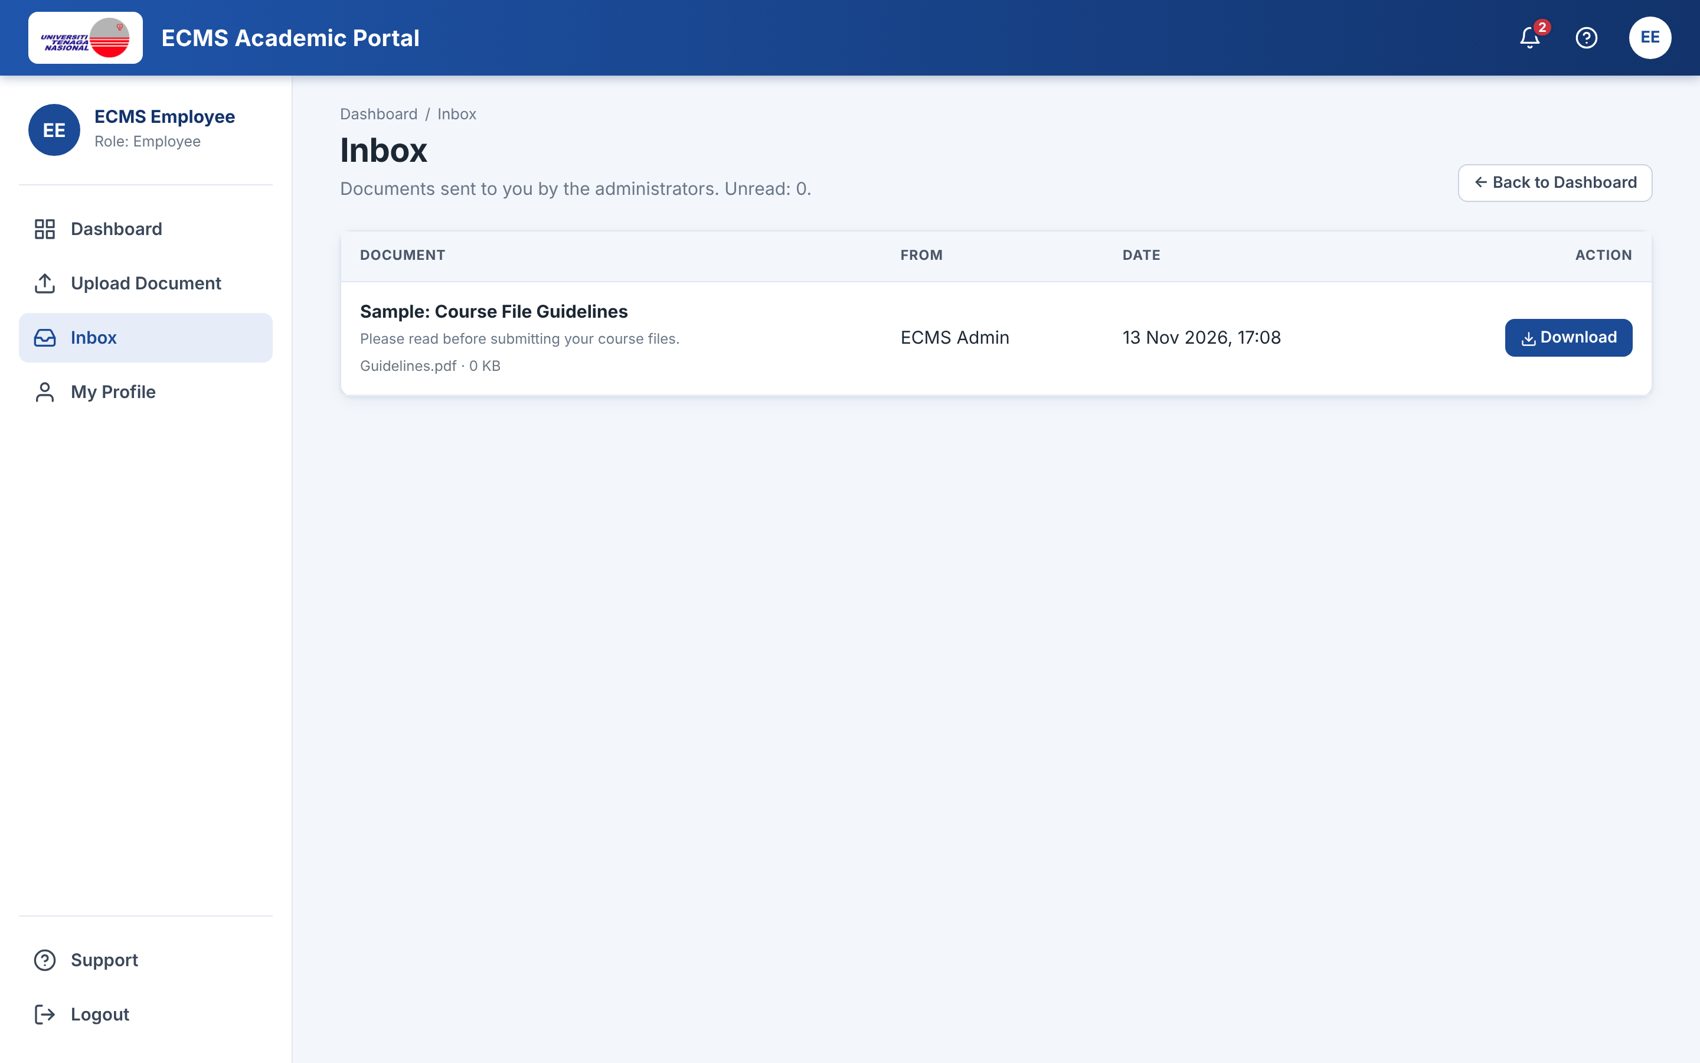 UNIVERSITI
TENAGA
NASIONAL
ECMS Academic Portal
2
EE
EE
ECMS Employee
Role: Employee
Dashboard
Upload Document
Inbox
My Profile
Support
Logout
Dashboard / Inbox
Inbox
Documents sent to you by the administrators. Unread: 0.
← Back to Dashboard
DOCUMENT FROM DATE ACTION
Sample: Course File Guidelines
Please read before submitting your course files.
Guidelines.pdf · 0 KB
ECMS Admin
13 Nov 2026, 17:08
Download